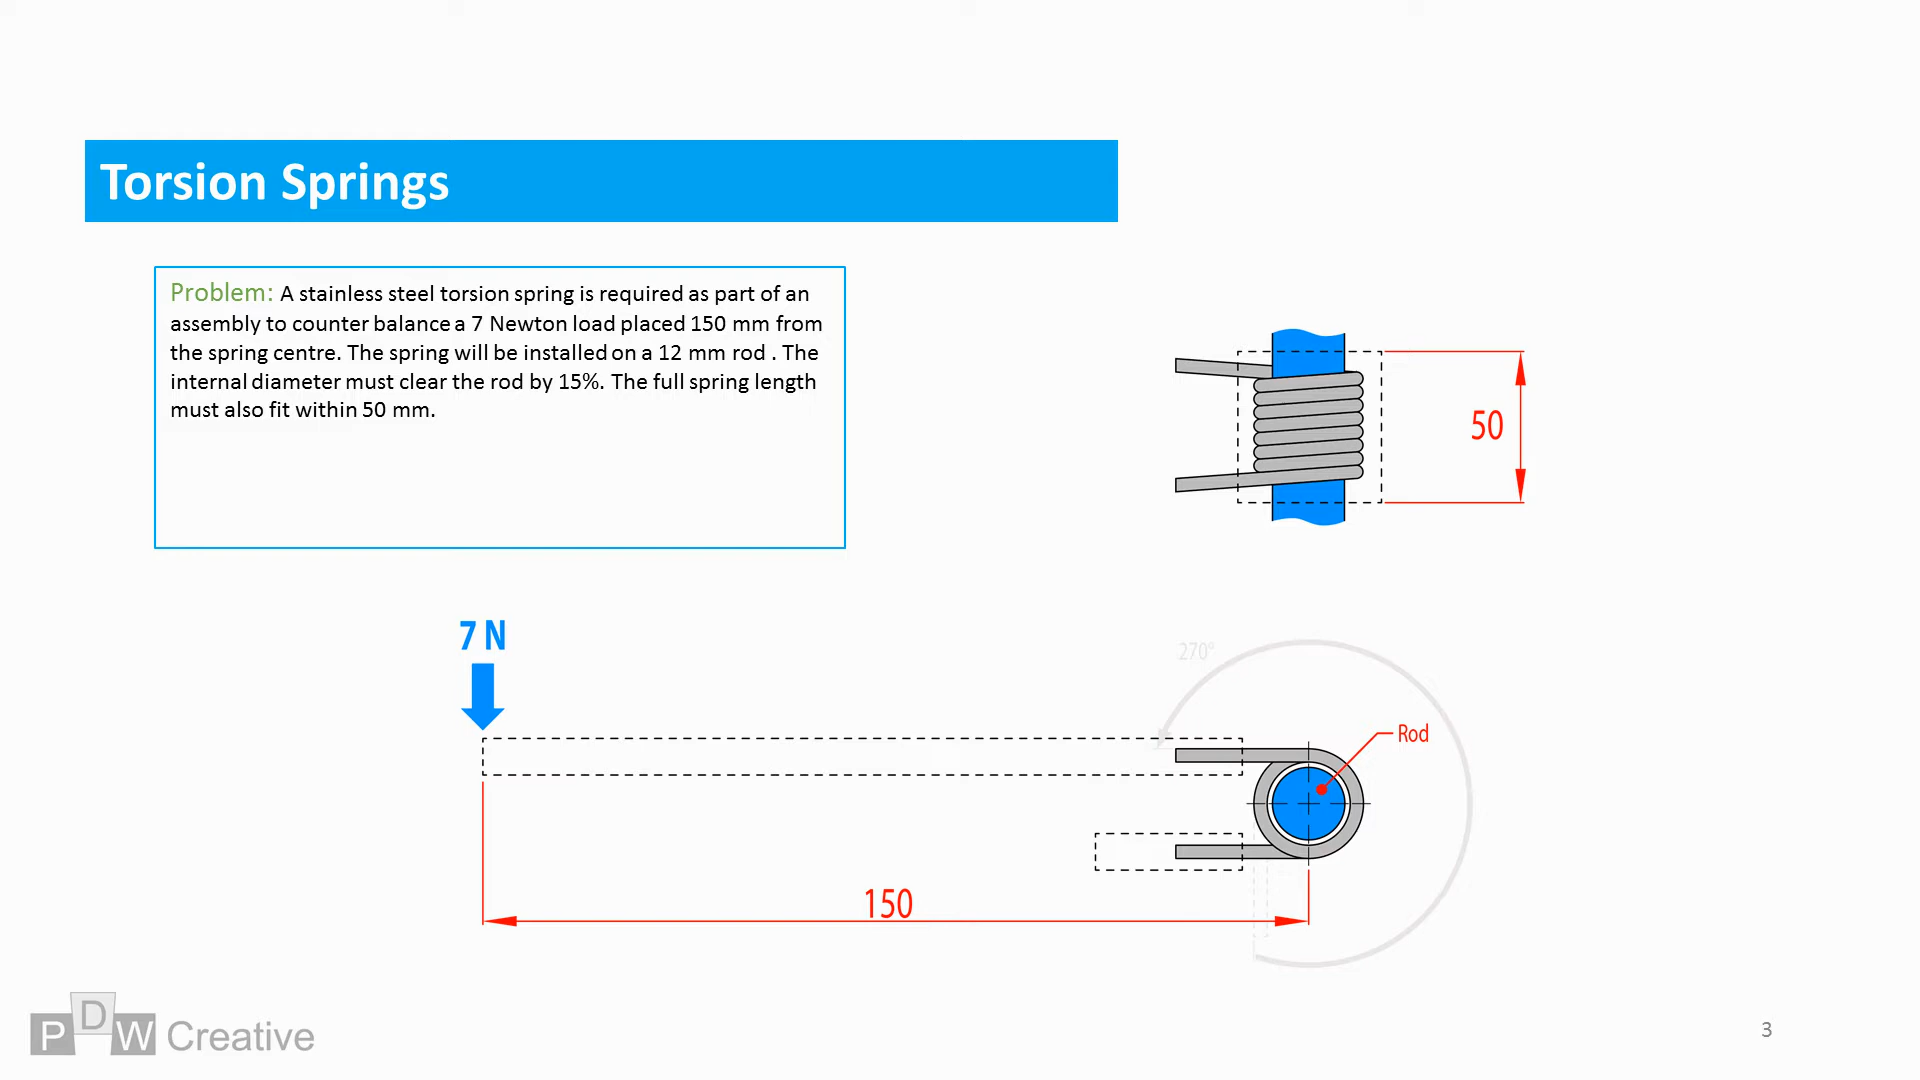 Torsion Springs
Problem: A stainless steel torsion spring is required as part of an
assembly to counter balance a 7 Newton load placed 150 mm from
the spring centre. The spring will be installed on a 12 mm rod . The
internal diameter must clear the rod by 15%. The full spring length
must also fit within 50 mm.
50
7 N
270°
Rod
150
PDW Creative
3